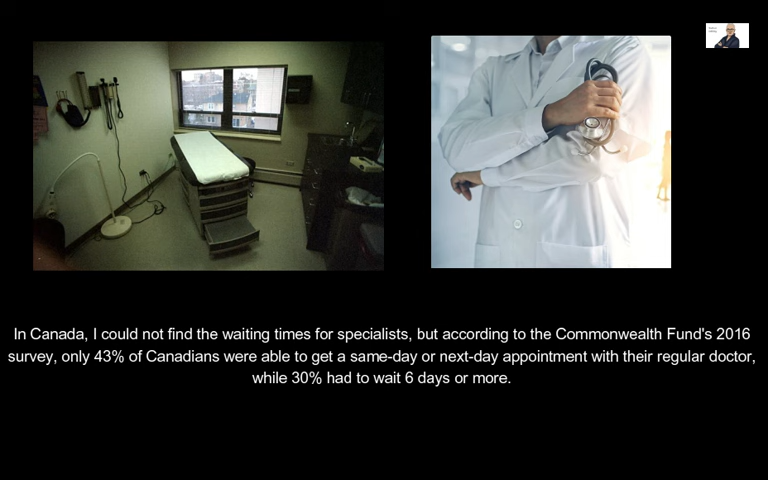 In Canada, I could not find the waiting times for specialists, but according to the Commonwealth Fund's 2016
survey, only 43% of Canadians were able to get a same-day or next-day appointment with their regular doctor,
while 30% had to wait 6 days or more.